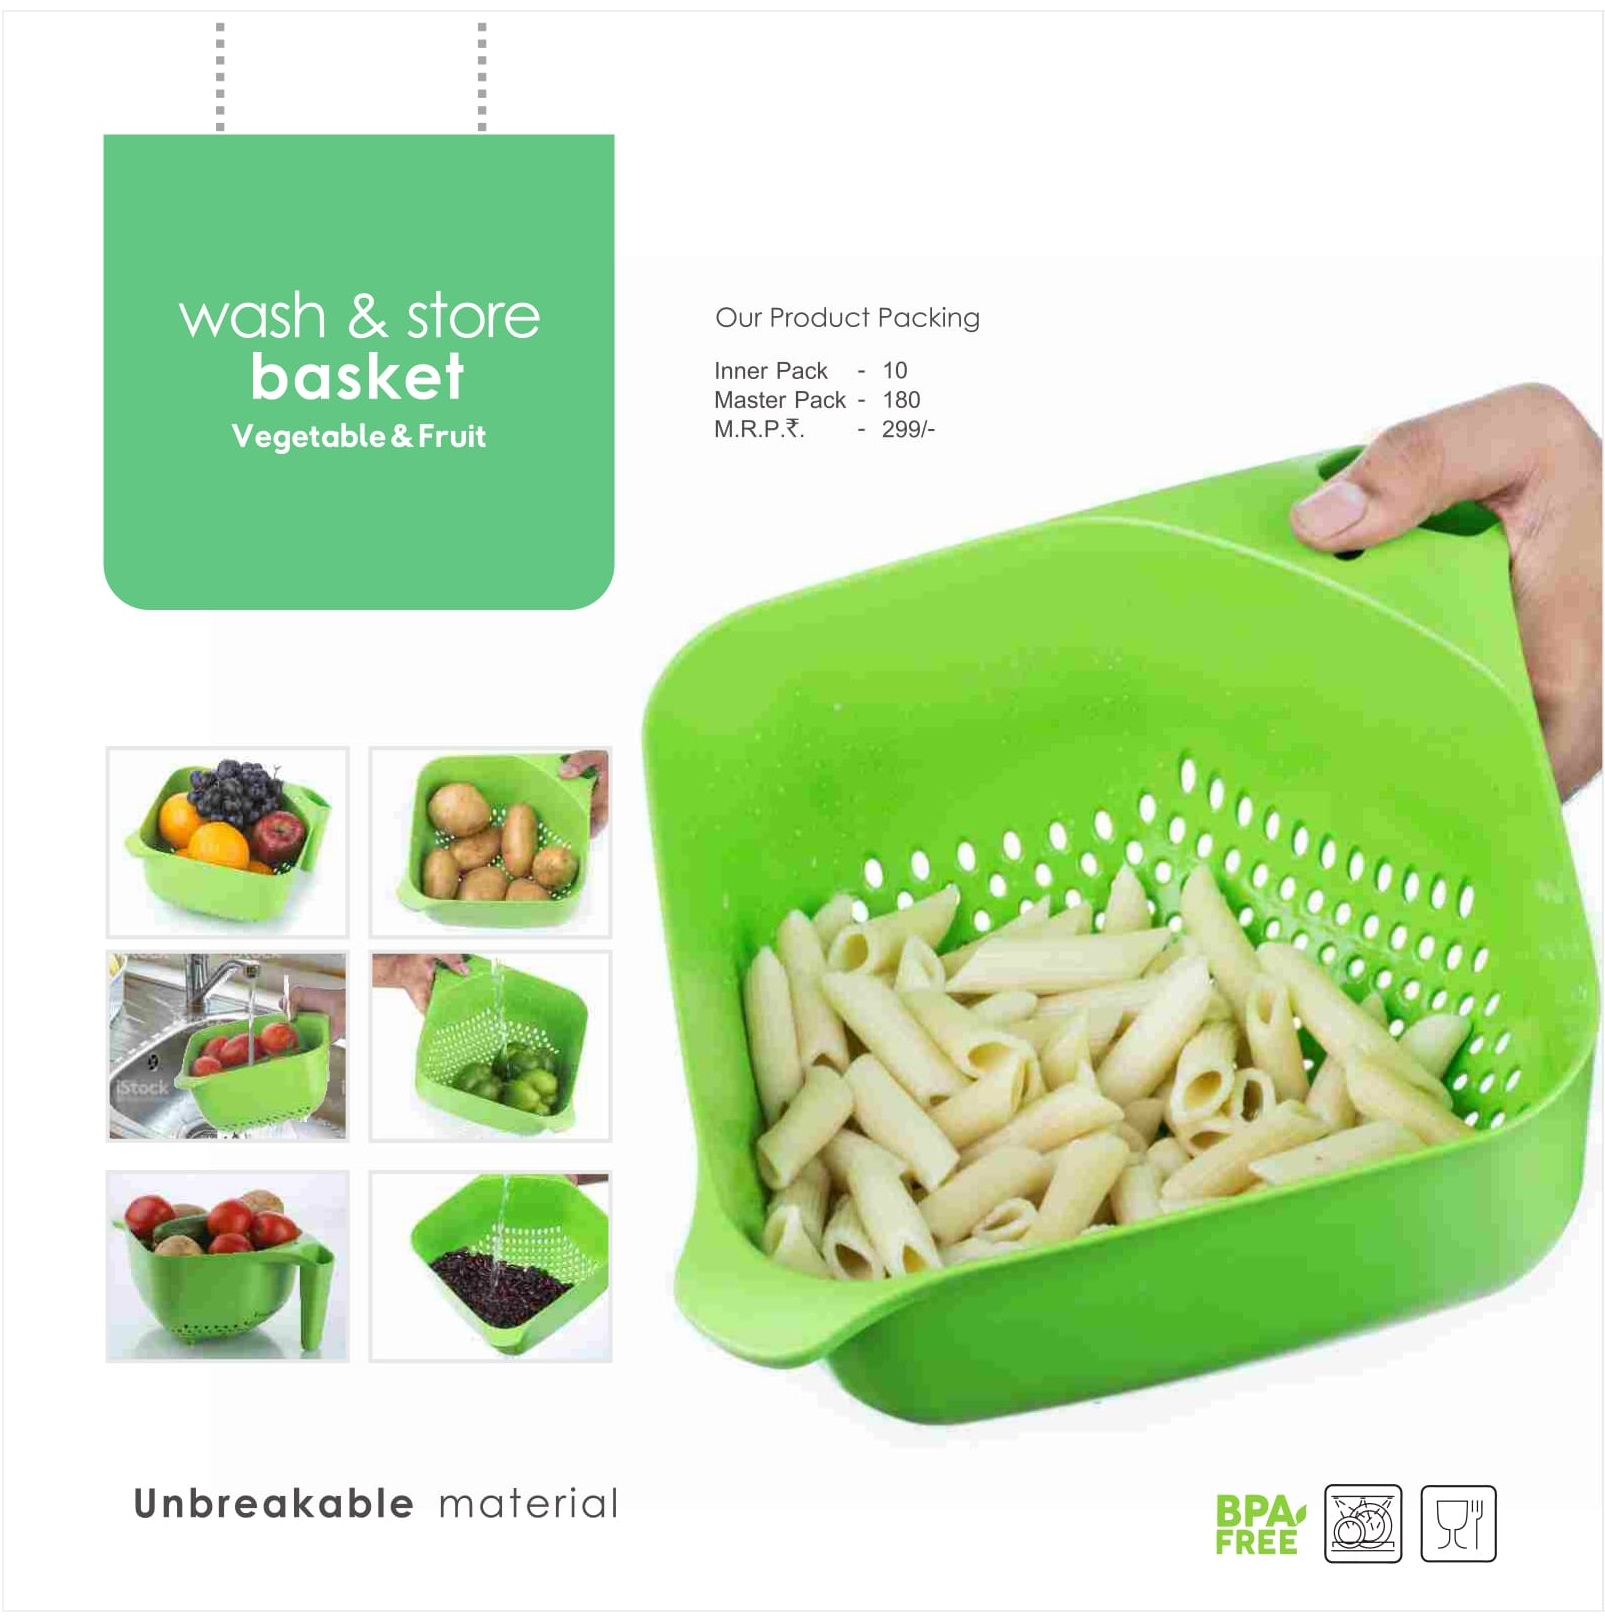 wash & store
basket
Vegetable & Fruit
Our Product Packing
Inner Pack - 10
Master Pack - 180
M.R.P.₹. - 299/-
iStock
Unbreakable material
BPA
FREE